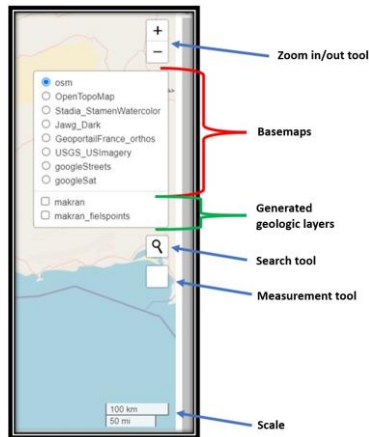 +
−
Zoom in/out tool
osm
OpenTopoMap
Stadia_StamenWatercolor
Jawg_Dark
GeoportailFrance_orthos
USGS_USImagery
googleStreets
googleSat
Basemaps
makran
makran_fielspoints
Generated
geologic layers
Search tool
Measurement tool
100 km
50 mi
Scale